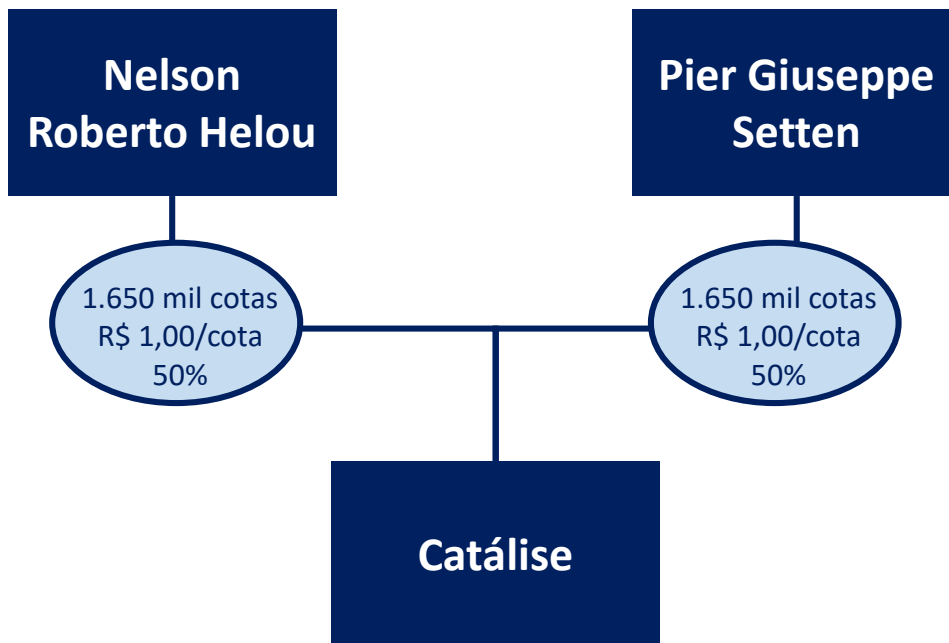 Nelson
Roberto Helou
Pier Giuseppe
Setten
1.650 mil cotas
R$ 1,00/cota
50%
1.650 mil cotas
R$ 1,00/cota
50%
Catálise